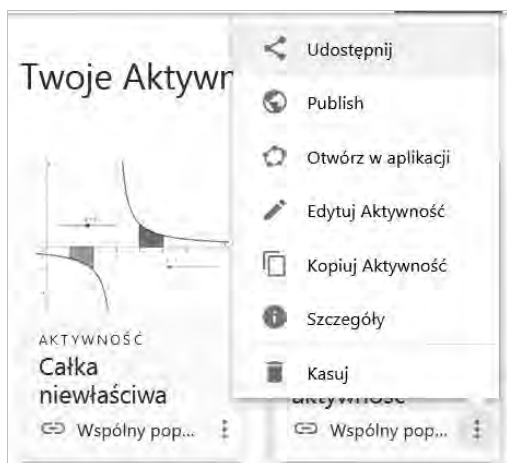 Twoje Aktywn
AKTYWNOŚĆ
Całka
niewłaściwa
Wspólny pop...
Udostępnij
Publish
Otwórz w aplikacji
Edytuj Aktywność
Kopiuj Aktywność
Szczegóły
Kasuj
aktywność
Wspólny pop...